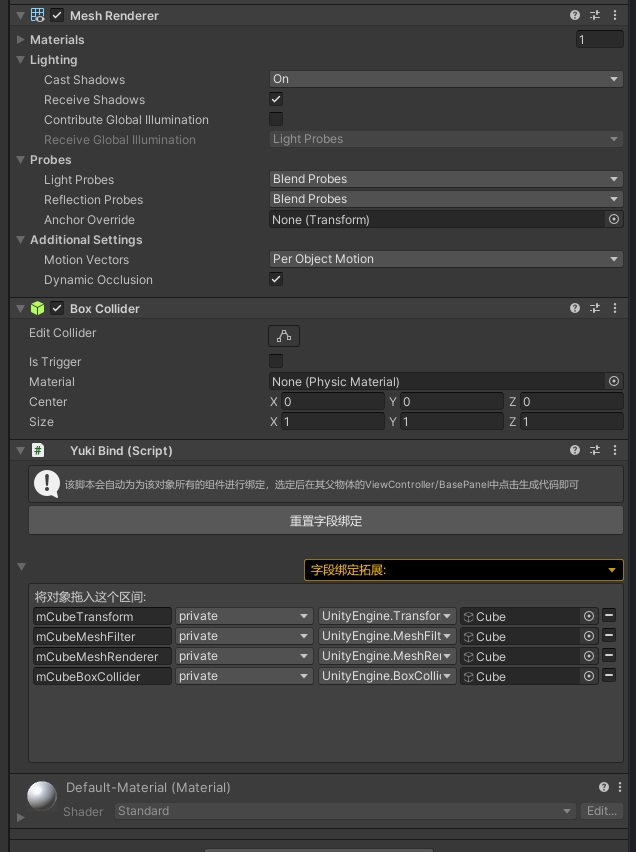 Mesh Renderer
Materials 1
Lighting
Cast Shadows On
Receive Shadows
Contribute Global Illumination
Receive Global Illumination Light Probes
Probes
Light Probes Blend Probes
Reflection Probes Blend Probes
Anchor Override None (Transform)
Additional Settings
Motion Vectors Per Object Motion
Dynamic Occlusion
Box Collider
Edit Collider
Is Trigger
Material None (Physic Material)
Center X 0 Y 0 Z 0
Size X 1 Y 1 Z 1
# Yuki Bind (Script)
该脚本会自动为为该对象所有的组件进行绑定，选定后在其父物体的ViewController/BasePanel中点击生成代码即可
重置字段绑定
字段绑定拓展:
将对象拖入这个区间:
mCubeTransform private UnityEngine.Transfor Cube
mCubeMeshFilter private UnityEngine.MeshFilt Cube
mCubeMeshRenderer private UnityEngine.MeshRe Cube
mCubeBoxCollider private UnityEngine.BoxColli Cube
Default-Material (Material)
Shader Standard Edit...